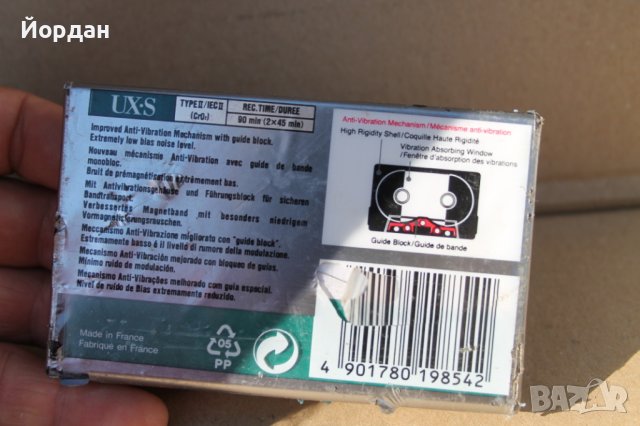 Йордан
UX·S
TYPE II/IEC II
(CrO₂)
REC.TIME/DUREE
90 min (2×45 min)
Improved Anti-Vibration Mechanism with guide block.
Extremely low bias noise level.
Nouveau mécanisme Anti-Vibration avec guide de bande
monobloc.
Bruit de prémagnétisation extrêmement bas.
Mit Antivibrationsgehäuse und Führungsblock für sicheren
Bandtransport.
Verbessertes Magnetband mit besonders niedrigem
Vormagnetisierungsrauschen.
Meccanismo Anti-Vibrazione migliorato con "guide block".
Estremamente basso é il livello di rumore della modulazione.
Mecanismo Anti-Vibración mejorado con bloqueo de guías.
Mínimo ruido de modulación.
Mecanismo Anti-Vibrações melhorado com guia especial.
Nível de ruído de Bias extremamente reduzido.
Made in France
Fabriqué en France
05
PP
Anti-Vibration Mechanism/Mécanisme anti-vibration
High Rigidity Shell/Coquille Haute Rigidité
Vibration Absorbing Window
/Fenêtre d'absorption des vibrations
Guide Block/Guide de bande
4 901780 198542
BAZAR